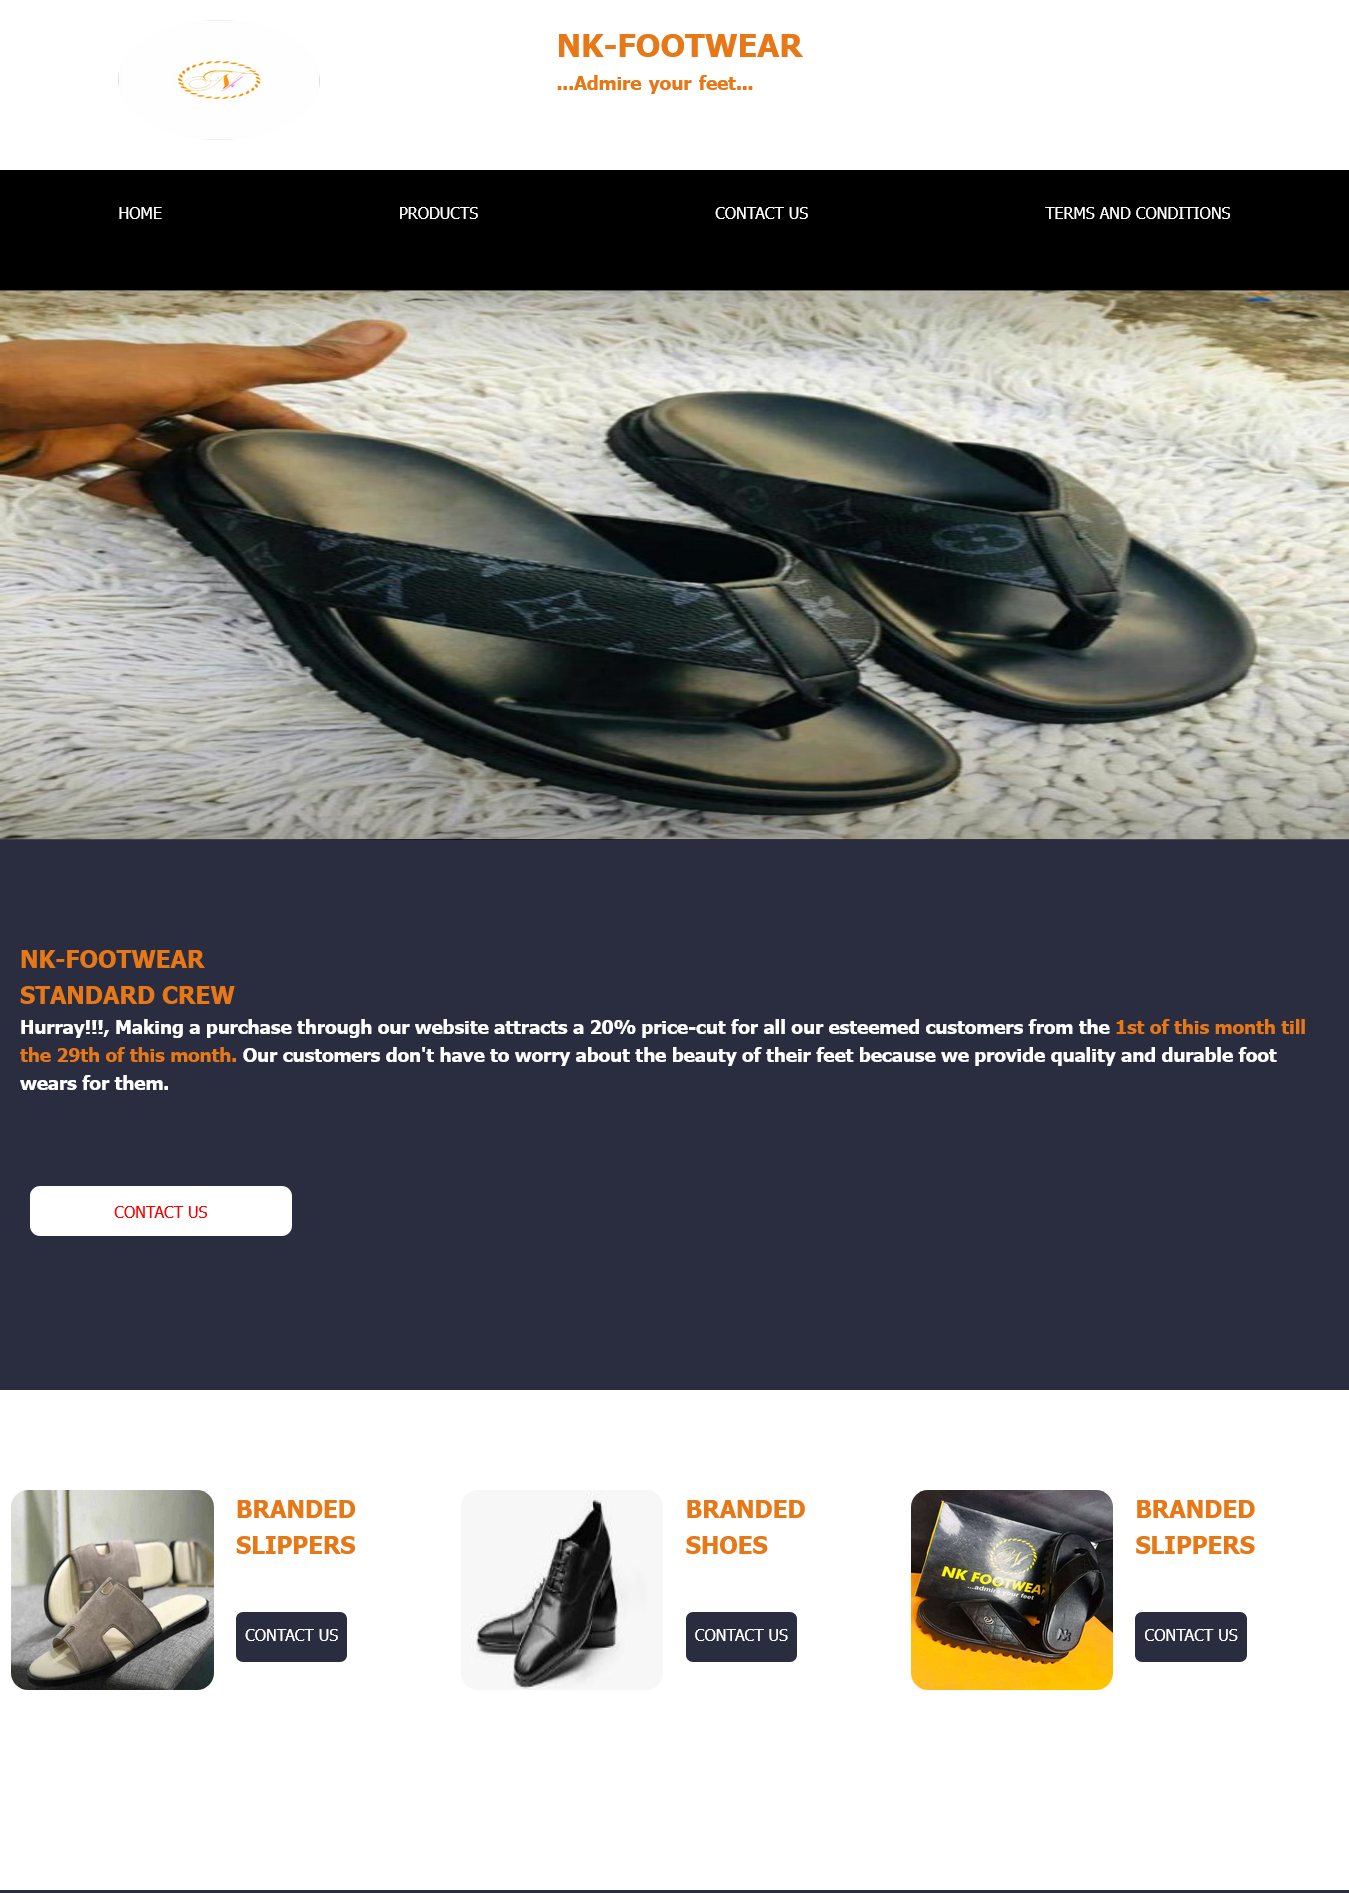 NK-FOOTWEAR
...Admire your feet...
HOME
PRODUCTS
CONTACT US
TERMS AND CONDITIONS
NK-FOOTWEAR
STANDARD CREW
Hurray!!!, Making a purchase through our website attracts a 20% price-cut for all our esteemed customers from the 1st of this month till
the 29th of this month. Our customers don't have to worry about the beauty of their feet because we provide quality and durable foot
wears for them.
CONTACT US
BRANDED
SLIPPERS
CONTACT US
BRANDED
SHOES
CONTACT US
NK FOOTWEAR
...admire your feet
BRANDED
SLIPPERS
CONTACT US